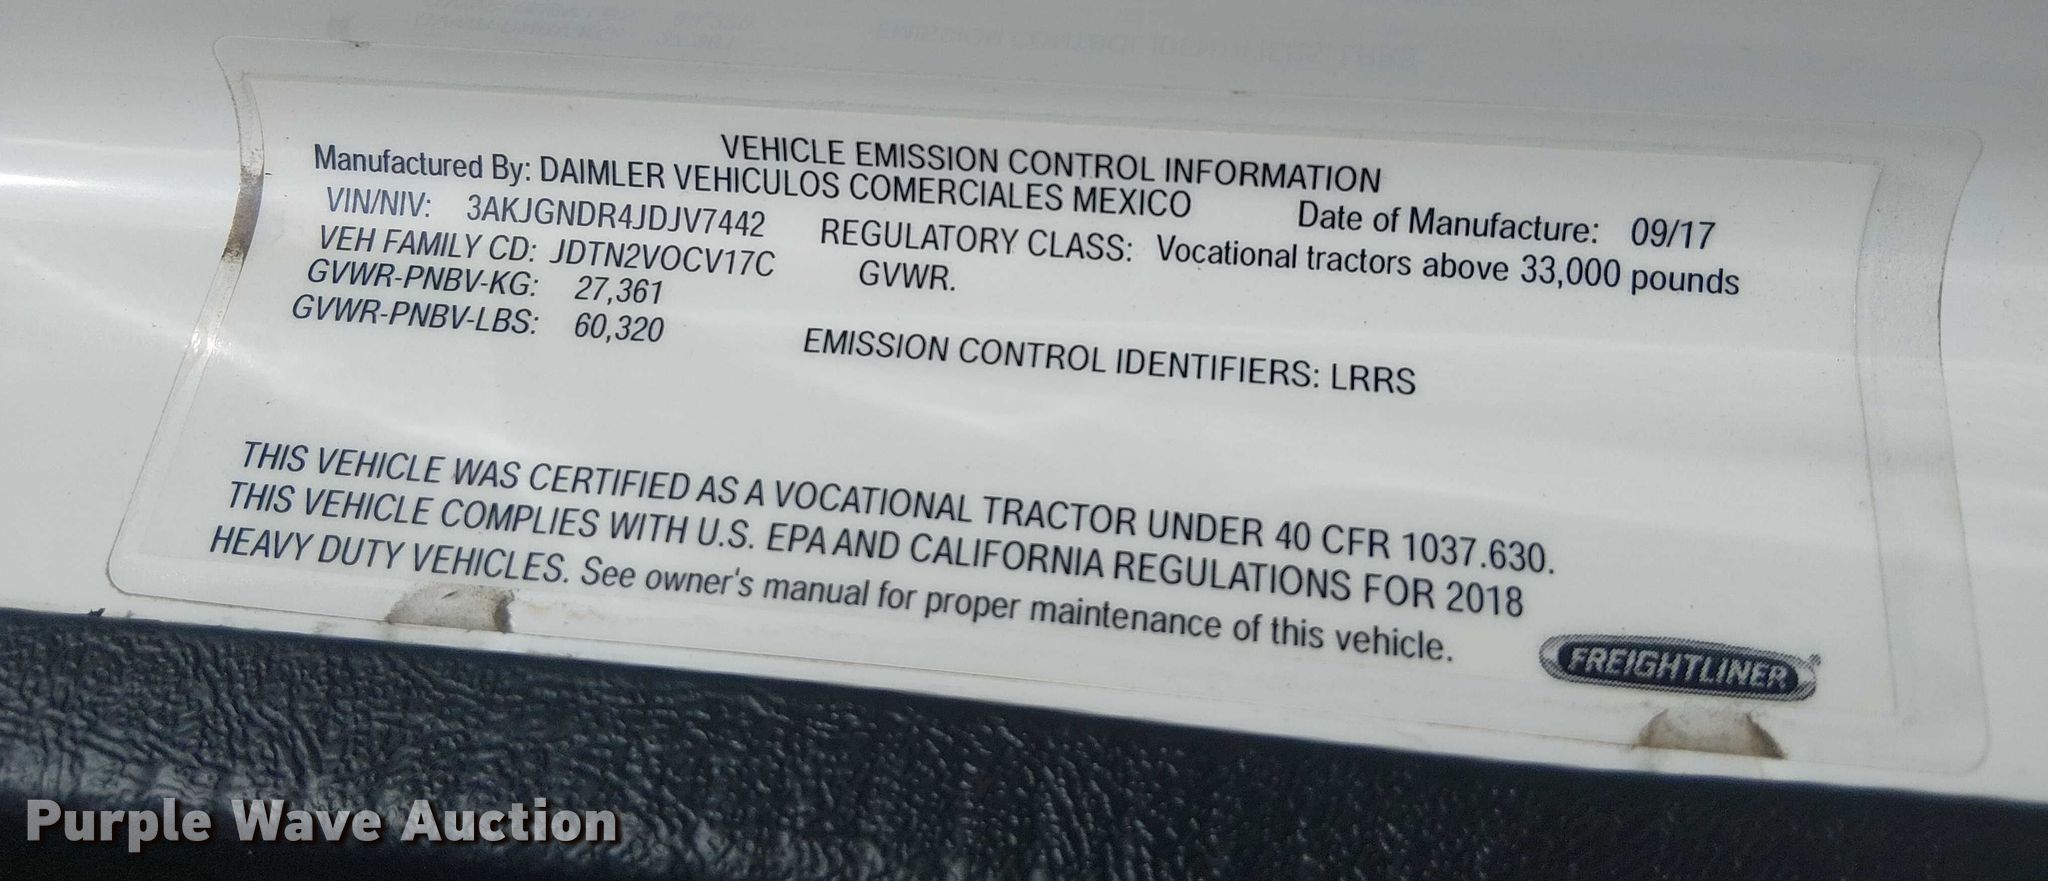 VEHICLE EMISSION CONTROL INFORMATION
Manufactured By: DAIMLER VEHICULOS COMERCIALES MEXICO Date of Manufacture: 09/17
VIN/NIV: 3AKJGNDR4JDJV7442 REGULATORY CLASS: Vocational tractors above 33,000 pounds
VEH FAMILY CD: JDTN2VOCV17C GVWR.
GVWR-PNBV-KG: 27,361
GVWR-PNBV-LBS: 60,320 EMISSION CONTROL IDENTIFIERS: LRRS
THIS VEHICLE WAS CERTIFIED AS A VOCATIONAL TRACTOR UNDER 40 CFR 1037.630.
THIS VEHICLE COMPLIES WITH U.S. EPA AND CALIFORNIA REGULATIONS FOR 2018
HEAVY DUTY VEHICLES. See owner's manual for proper maintenance of this vehicle.
FREIGHTLINER®
Purple Wave Auction